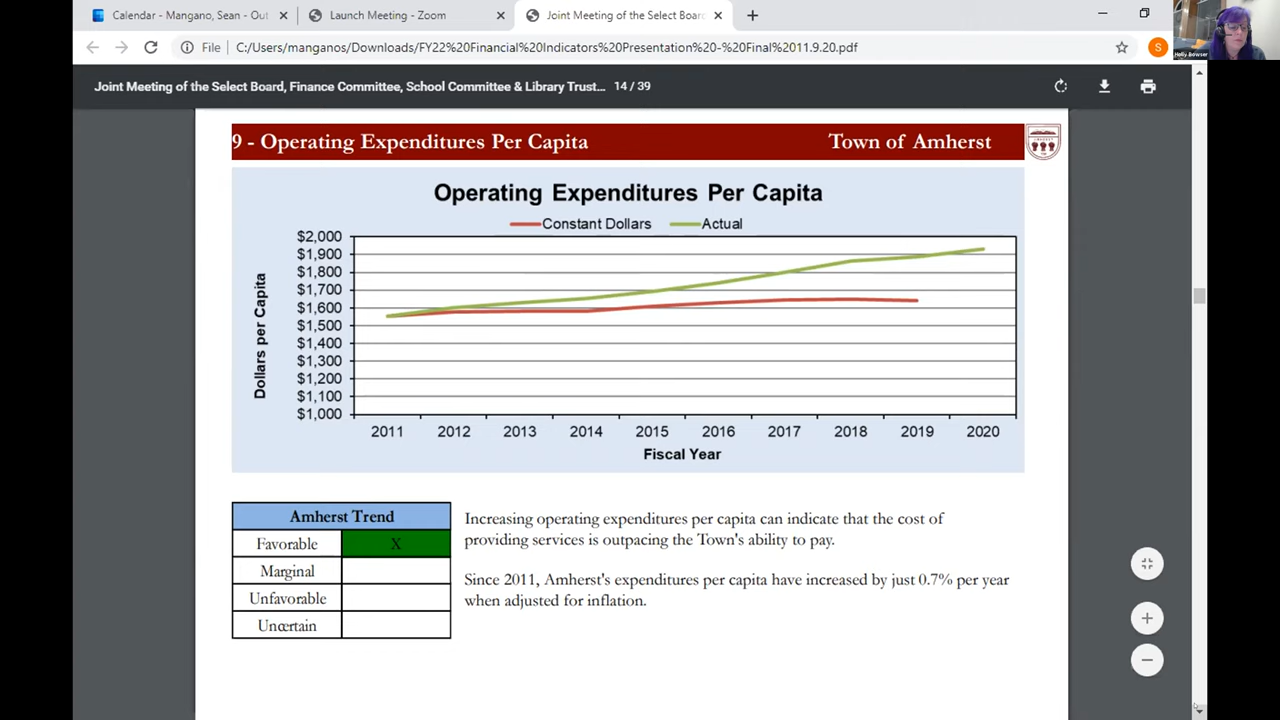 Calendar - Mangano, Sean - Out
Launch Meeting - Zoom
Joint Meeting of the Select Board
File
C:/Users/manganos/Downloads/FY22%20Financial%20Indicators%20Presentation%20-%20Final%2011.9.20.pdf
S
Holly Bowser
Joint Meeting of the Select Board, Finance Committee, School Committee & Library Trust...
14 / 39
9 - Operating Expenditures Per Capita
Town of Amherst
Operating Expenditures Per Capita
Constant Dollars
Actual
$2,000
$1,900
$1,800
$1,700
$1,600
$1,500
$1,400
$1,300
$1,200
$1,100
$1,000
Dollars per Capita
2011 2012 2013 2014 2015 2016 2017 2018 2019 2020
Fiscal Year
Amherst Trend
Favorable X
Marginal
Unfavorable
Uncertain
Increasing operating expenditures per capita can indicate that the cost of
providing services is outpacing the Town's ability to pay.
Since 2011, Amherst's expenditures per capita have increased by just 0.7% per year
when adjusted for inflation.